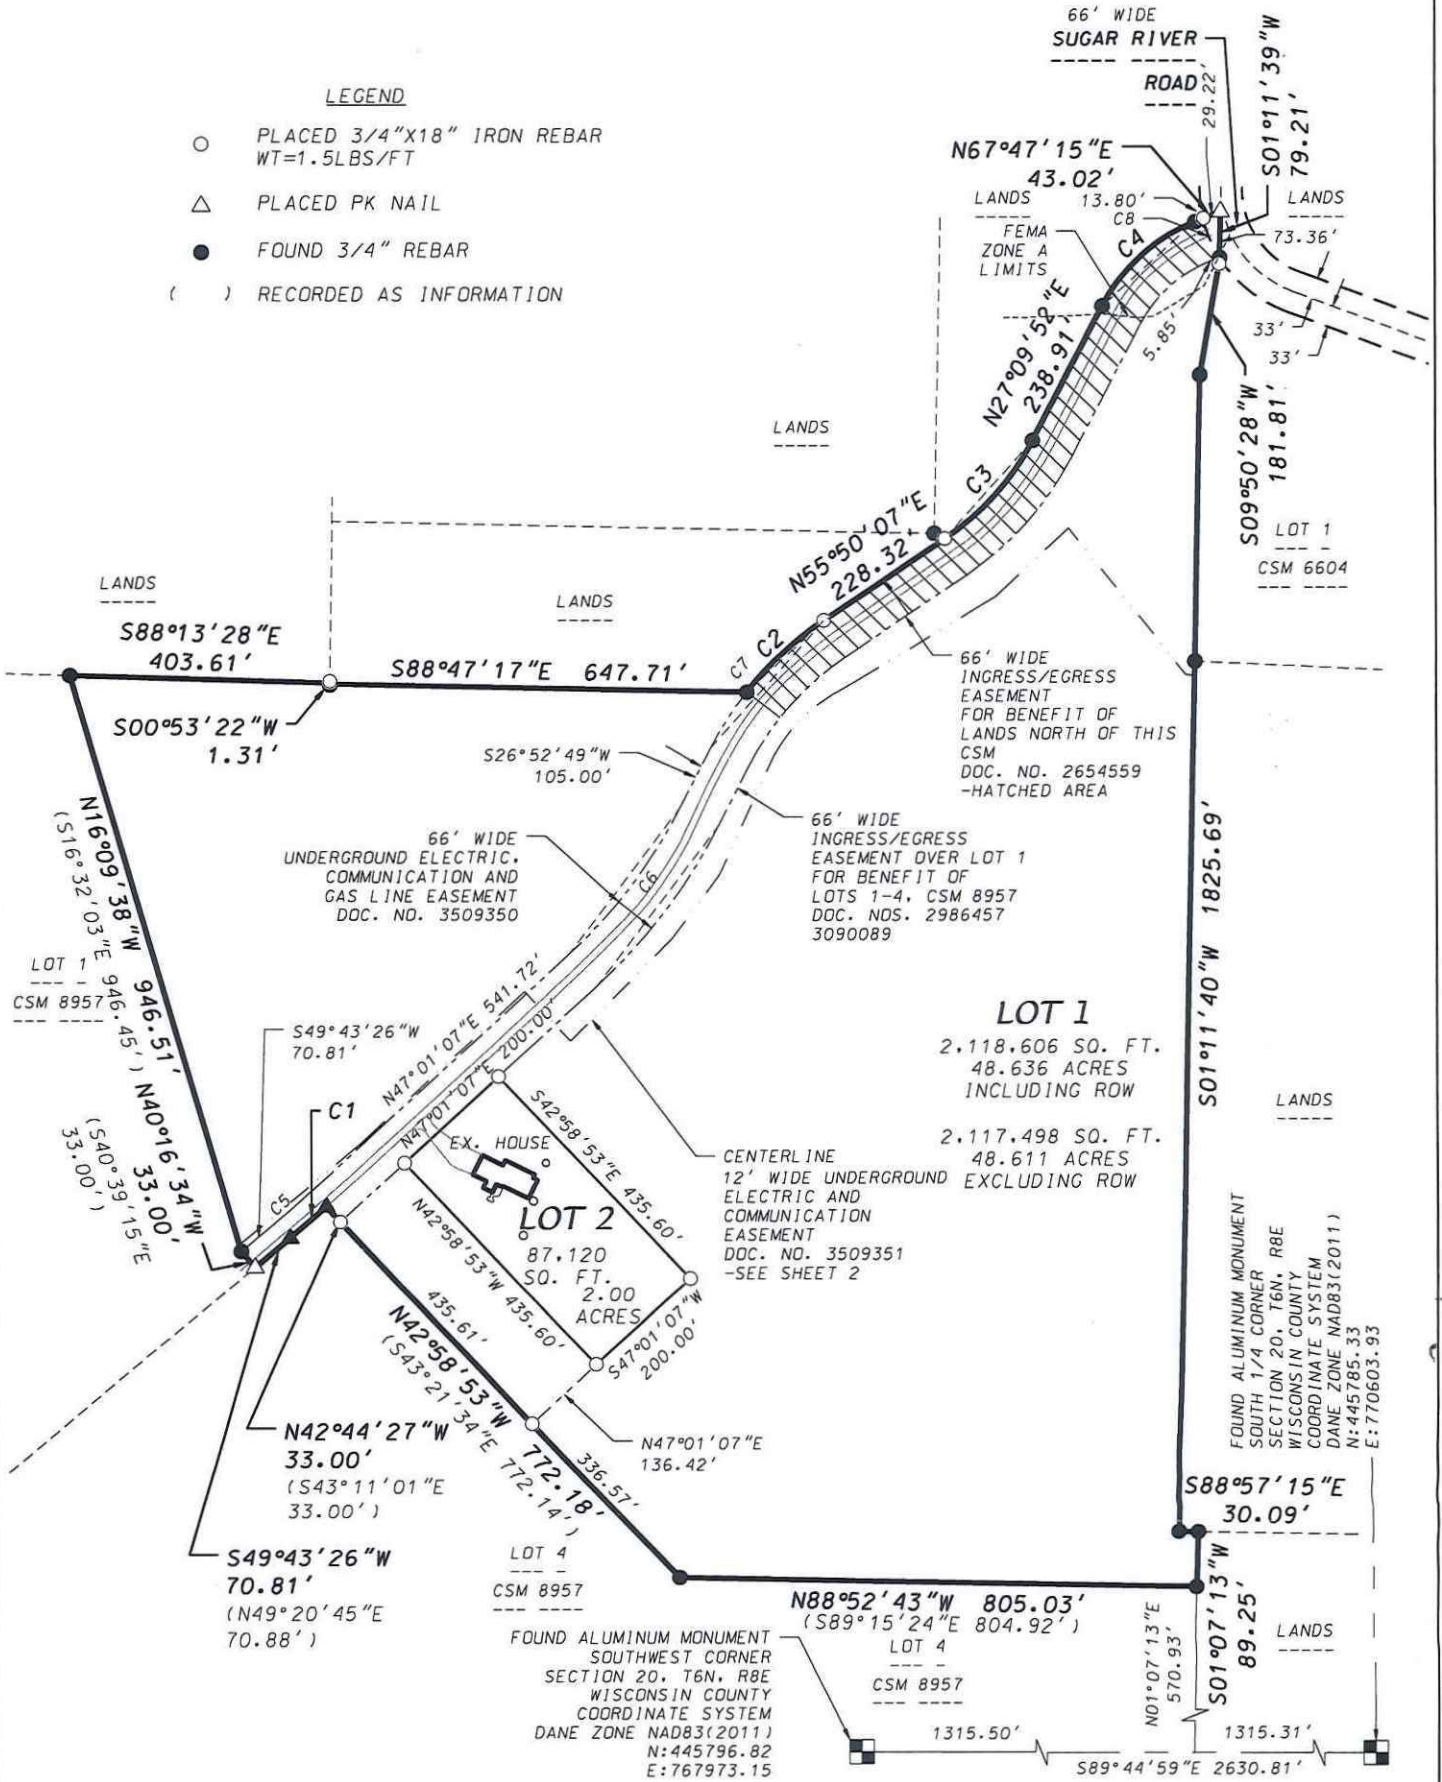 LEGEND
PLACED 3/4"X18" IRON REBAR
WT=1.5LBS/FT
PLACED PK NAIL
FOUND 3/4" REBAR
( ) RECORDED AS INFORMATION
66' WIDE
SUGAR RIVER
ROAD
29.22'
S01°11'39"W
79.21'
N67°47'15"E
43.02'
LANDS
13.80'
C8
LANDS
73.36'
FEMA
ZONE A
LIMITS
C4
N27°09'52"E
238.91'
5.85'
33'
33'
S09°50'28"W
181.81'
LANDS
C3
N55°50'07"E
228.32'
LOT 1
CSM 6604
LANDS
LANDS
S88°13'28"E
403.61'
S88°47'17"E 647.71'
C7
C2
S00°53'22"W
1.31'
66' WIDE
INGRESS/EGRESS
EASEMENT
FOR BENEFIT OF
LANDS NORTH OF THIS
CSM
DOC. NO. 2654559
-HATCHED AREA
S26°52'49"W
105.00'
66' WIDE
UNDERGROUND ELECTRIC,
COMMUNICATION AND
GAS LINE EASEMENT
DOC. NO. 3509350
C6
66' WIDE
INGRESS/EGRESS
EASEMENT OVER LOT 1
FOR BENEFIT OF
LOTS 1-4, CSM 8957
DOC. NOS. 2986457
3090089
S01°11'40"W 1825.69'
N16°09'38"W 946.51'
(S16°32'03"E 946.45')
LOT 1
CSM 8957
S49°43'26"W
70.81'
N47°01'07"E 541.72'
N47°01'07"E 200.00'
C1
C5
N40°16'34"W
33.00'
(S40°39'15"E
33.00')
EX. HOUSE
S42°58'53"E 435.60'
LOT 2
87,120
SQ. FT.
2.00
ACRES
N42°58'53"W 435.60'
S47°01'07"W
200.00'
LOT 1
2,118,606 SQ. FT.
48.636 ACRES
INCLUDING ROW
2,117,498 SQ. FT.
48.611 ACRES
EXCLUDING ROW
LANDS
CENTERLINE
12' WIDE UNDERGROUND
ELECTRIC AND
COMMUNICATION
EASEMENT
DOC. NO. 3509351
-SEE SHEET 2
435.61'
N42°58'53"W 772.18'
(S43°21'34"E 772.14')
336.57'
N47°01'07"E
136.42'
N42°44'27"W
33.00'
(S43°11'01"E
33.00')
S49°43'26"W
70.81'
(N49°20'45"E
70.88')
FOUND ALUMINUM MONUMENT
SOUTH 1/4 CORNER
SECTION 20, T6N, R8E
WISCONSIN COUNTY
COORDINATE SYSTEM
DANE ZONE NAD83(2011)
N:445785.33
E:770603.93
S88°57'15"E
30.09'
LOT 4
CSM 8957
N88°52'43"W 805.03'
(S89°15'24"E 804.92')
LOT 4
CSM 8957
N01°07'13"E
570.93'
S01°07'13"W
89.25'
LANDS
FOUND ALUMINUM MONUMENT
SOUTHWEST CORNER
SECTION 20, T6N, R8E
WISCONSIN COUNTY
COORDINATE SYSTEM
DANE ZONE NAD83(2011)
N:445796.82
E:767973.15
1315.50'
1315.31'
S89°44'59"E 2630.81'